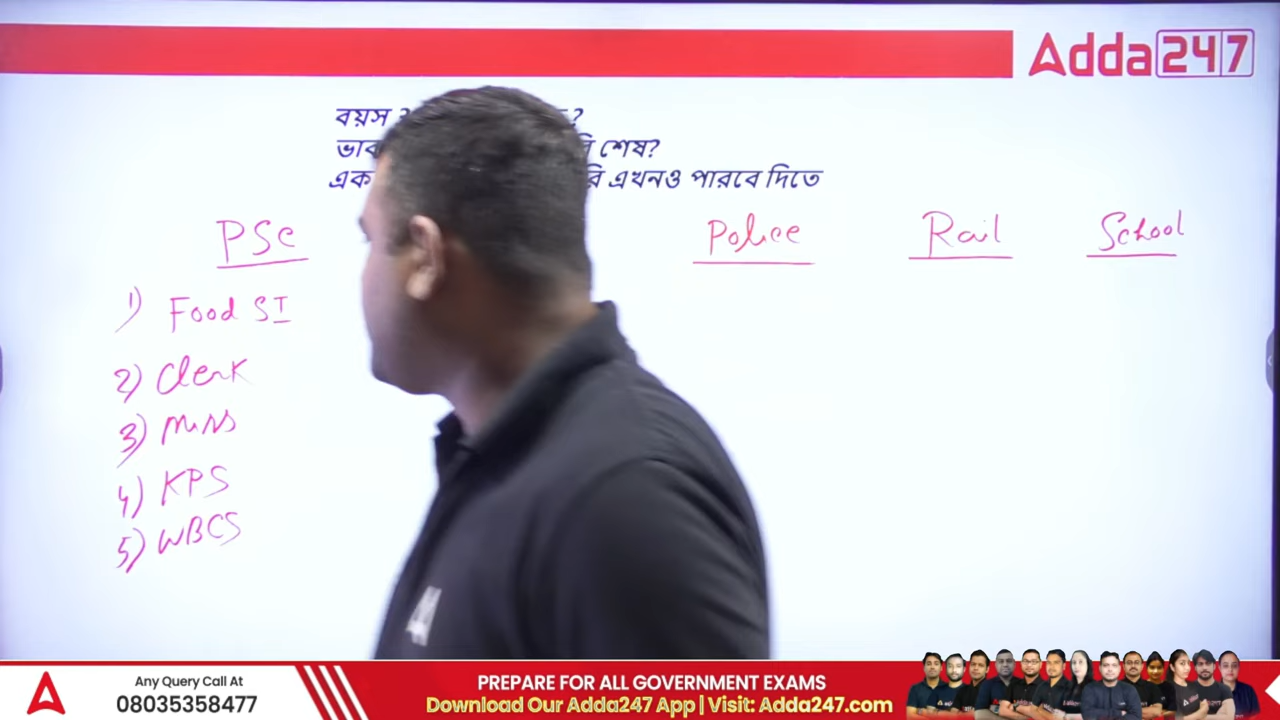 Adda247
বয়স ?
ভাব শেষ?
এক এখনও পারবে দিতে
PSC Police Rail School
1) Food SI
2) Clerk
3) MISS
4) KPS
5) WBCS
Any Query Call At
08035358477
PREPARE FOR ALL GOVERNMENT EXAMS
Download Our Adda247 App | Visit: Adda247.com